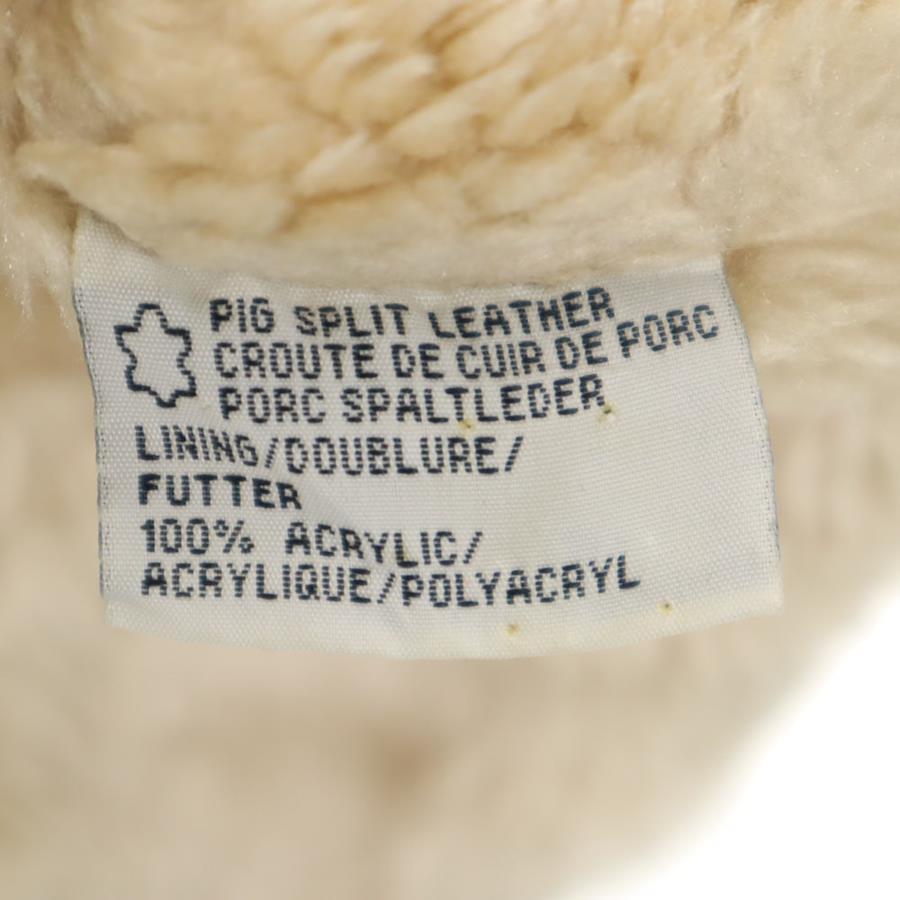 PIG SPLIT LEATHER
CROUTE DE CUIR DE PORC
PORC SPALTLEDER
LINING/DOUBLURE/
FUTTER
100% ACRYLIC/
ACRYLIQUE/POLYACRYL